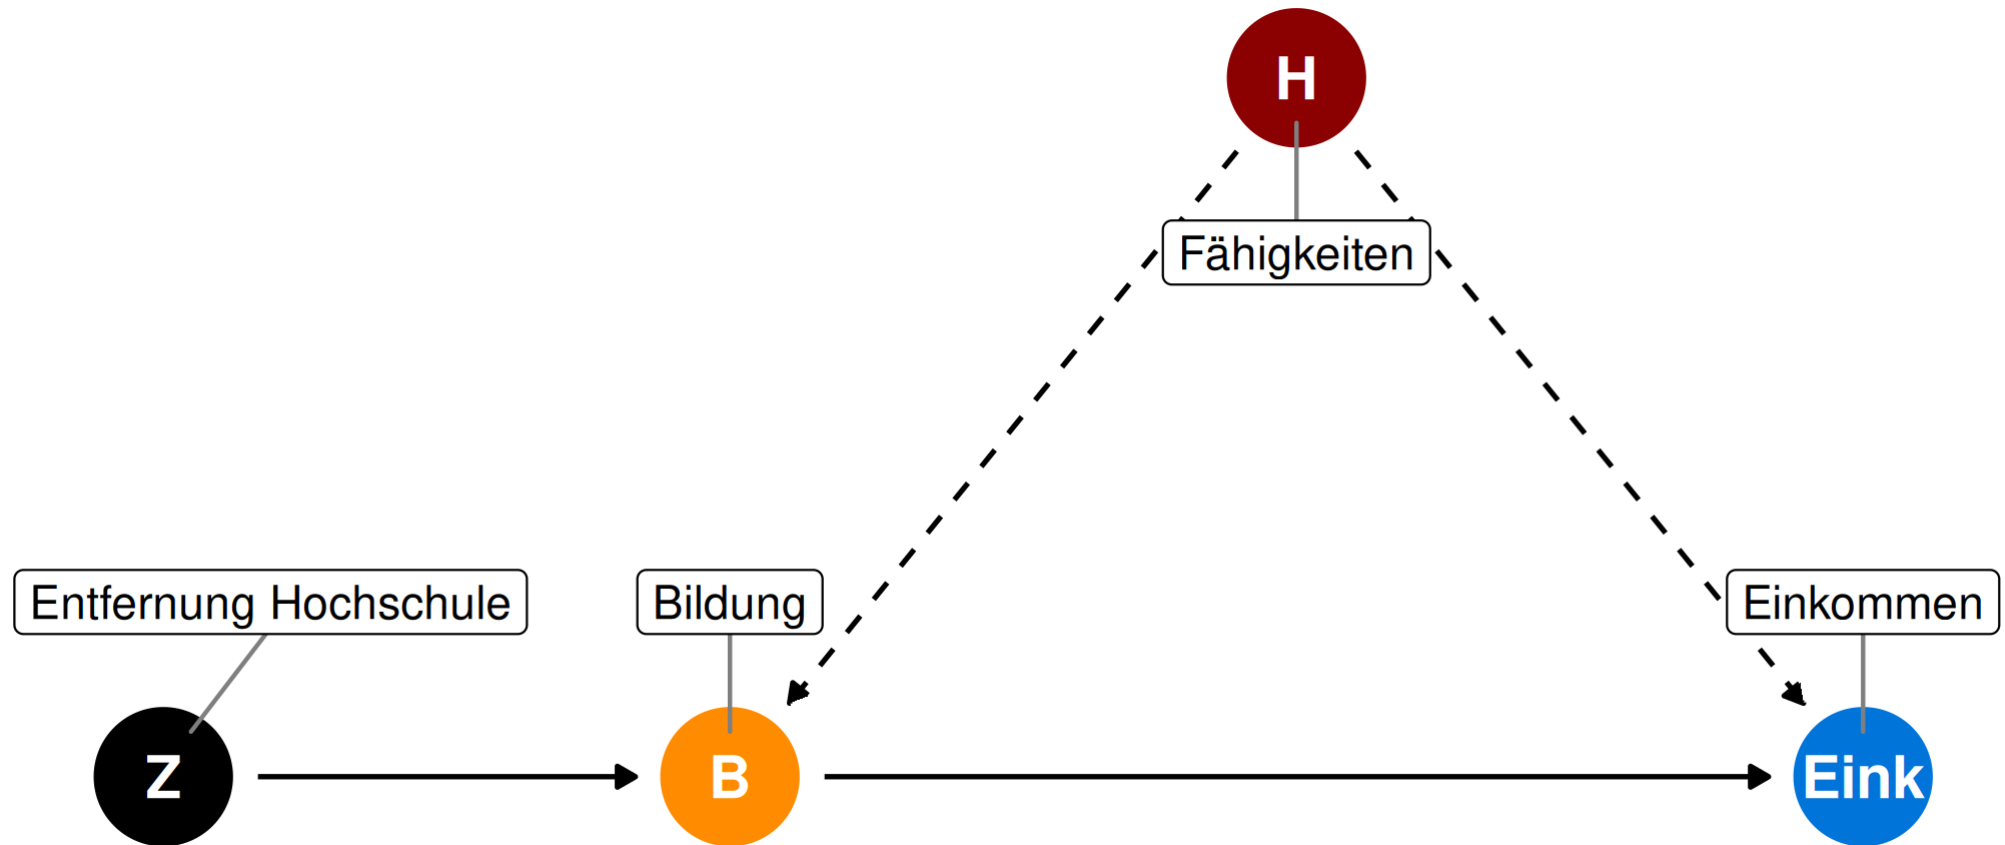 H
Fähigkeiten
Entfernung Hochschule
Bildung
Einkommen
Z
B
Eink